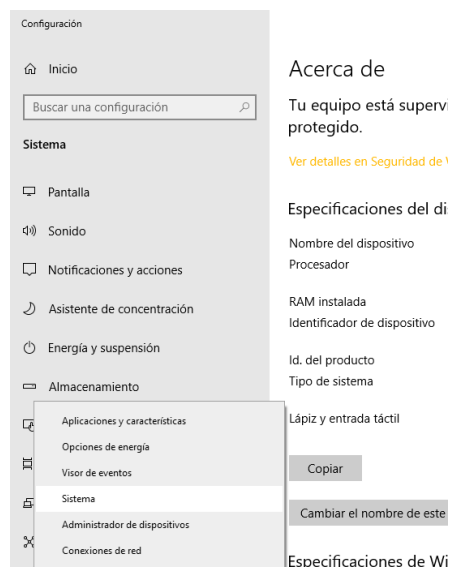 Configuración
Inicio
Buscar una configuración
Sistema
Pantalla
Sonido
Notificaciones y acciones
Asistente de concentración
Energía y suspensión
Almacenamiento
Aplicaciones y características
Opciones de energía
Visor de eventos
Sistema
Administrador de dispositivos
Conexiones de red
Acerca de
Tu equipo está supervi
protegido.
Ver detalles en Seguridad de
Especificaciones del di
Nombre del dispositivo
Procesador
RAM instalada
Identificador de dispositivo
Id. del producto
Tipo de sistema
Lápiz y entrada táctil
Copiar
Cambiar el nombre de este
Especificaciones de Wi